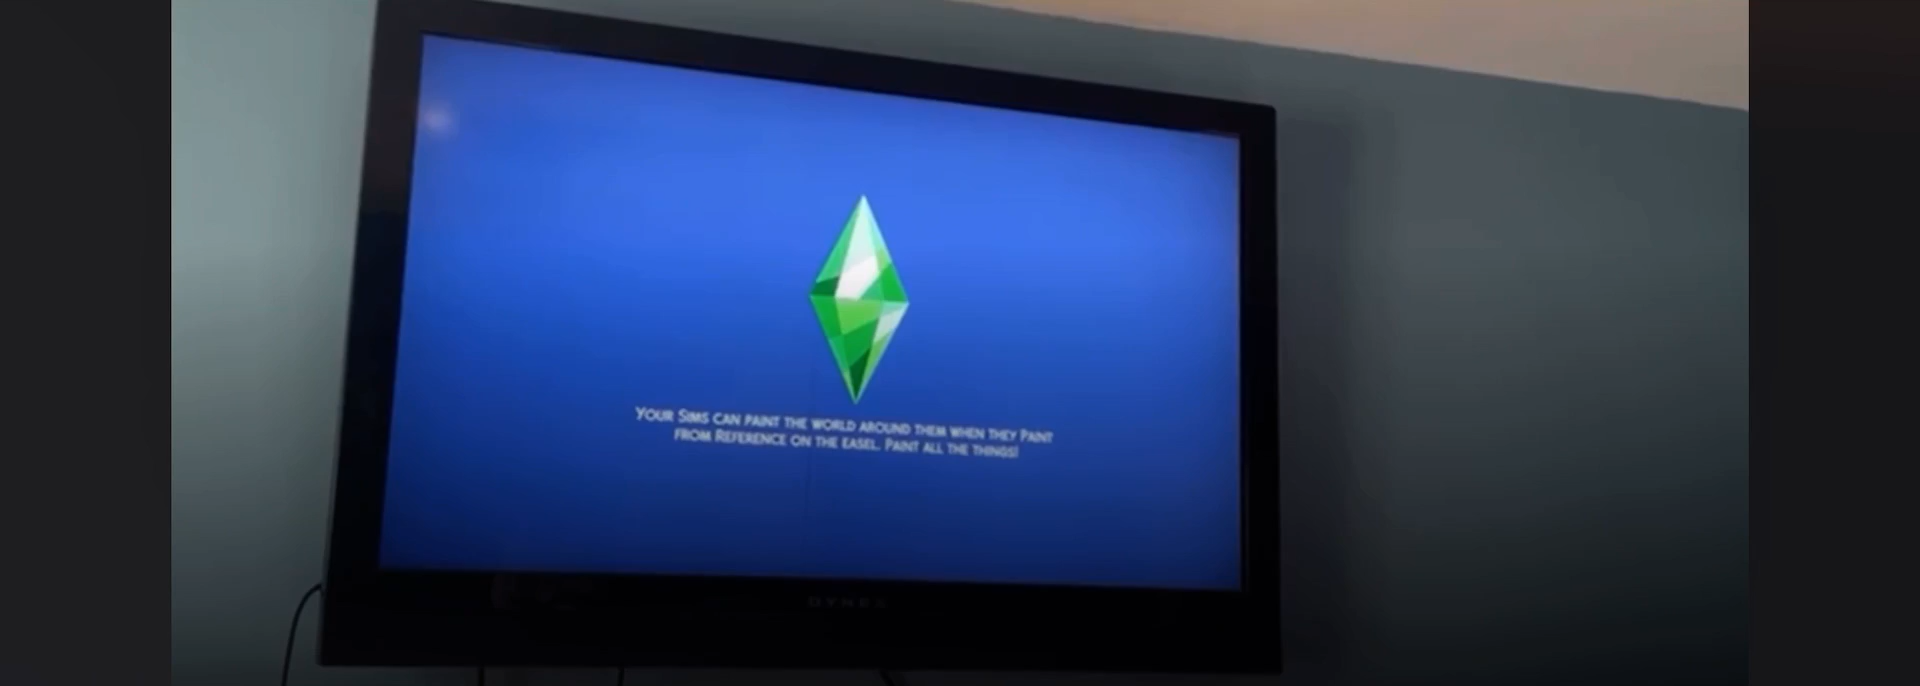 Your Sims can paint the world around them when they Paint
from Reference on the easel. Paint all the things!
DYNEX